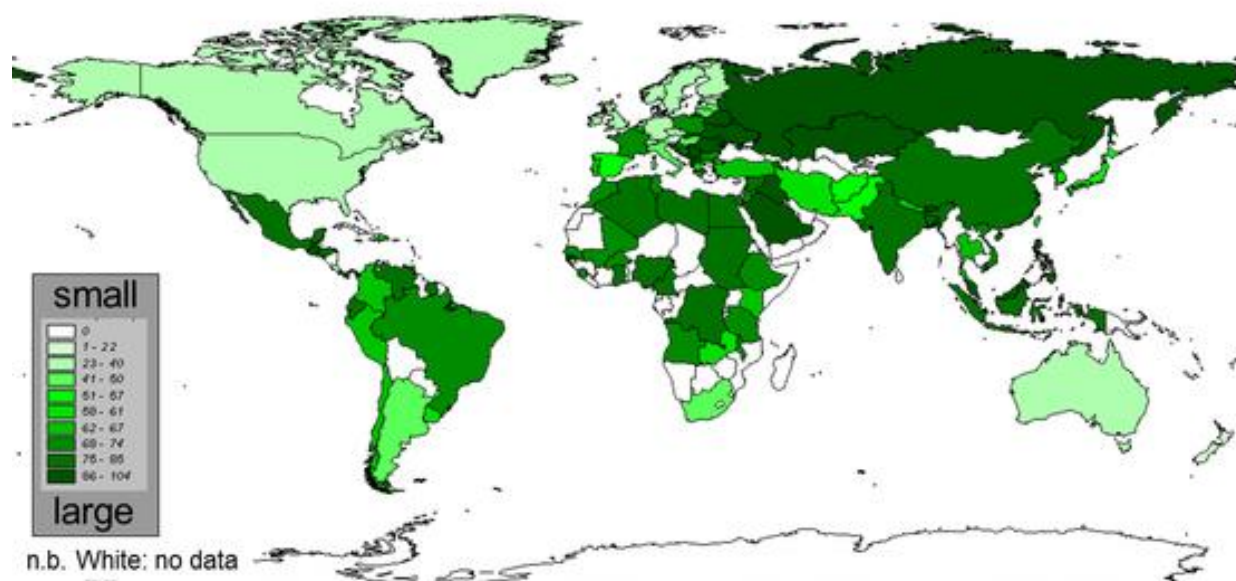 small
0
1 - 22
23 - 40
41 - 50
51 - 57
58 - 61
62 - 67
68 - 74
75 - 85
86 - 104
large
n.b. White: no data